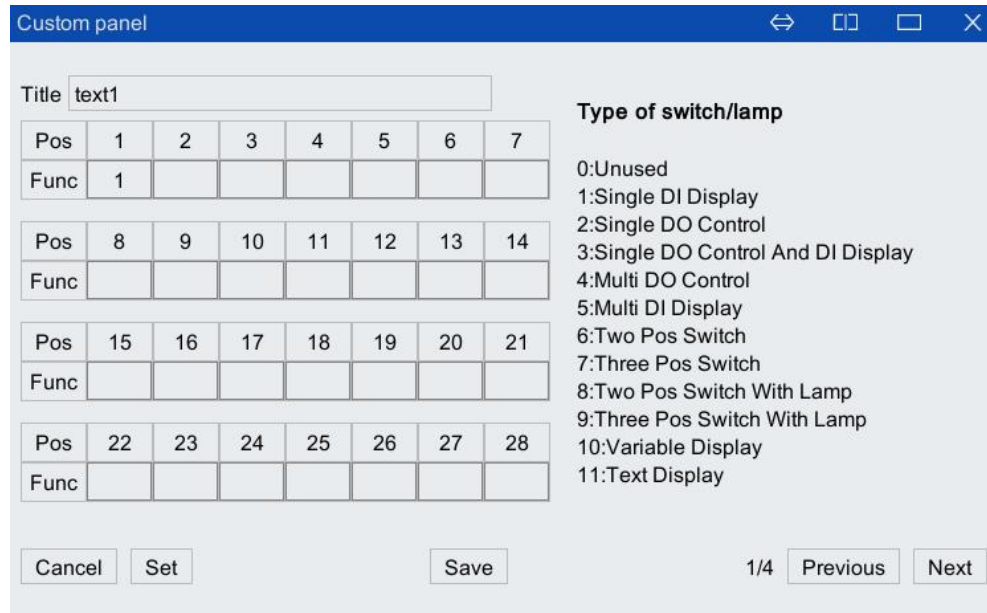 Custom panel
Title text1
Pos 1 2 3 4 5 6 7
Func 1
Pos 8 9 10 11 12 13 14
Func
Pos 15 16 17 18 19 20 21
Func
Pos 22 23 24 25 26 27 28
Func
Type of switch/lamp
0:Unused
1:Single DI Display
2:Single DO Control
3:Single DO Control And DI Display
4:Multi DO Control
5:Multi DI Display
6:Two Pos Switch
7:Three Pos Switch
8:Two Pos Switch With Lamp
9:Three Pos Switch With Lamp
10:Variable Display
11:Text Display
Cancel Set Save 1/4 Previous Next